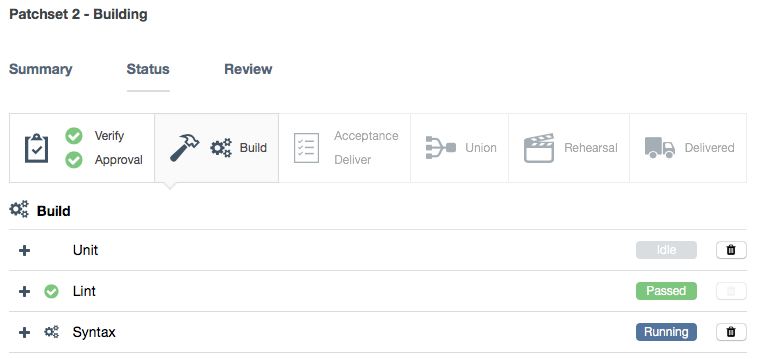 Patchset 2 - Building
Summary Status Review
Verify
Approval
Build
Acceptance
Deliver
Union
Rehearsal
Delivered
Build
Unit Idle
Lint Passed
Syntax Running